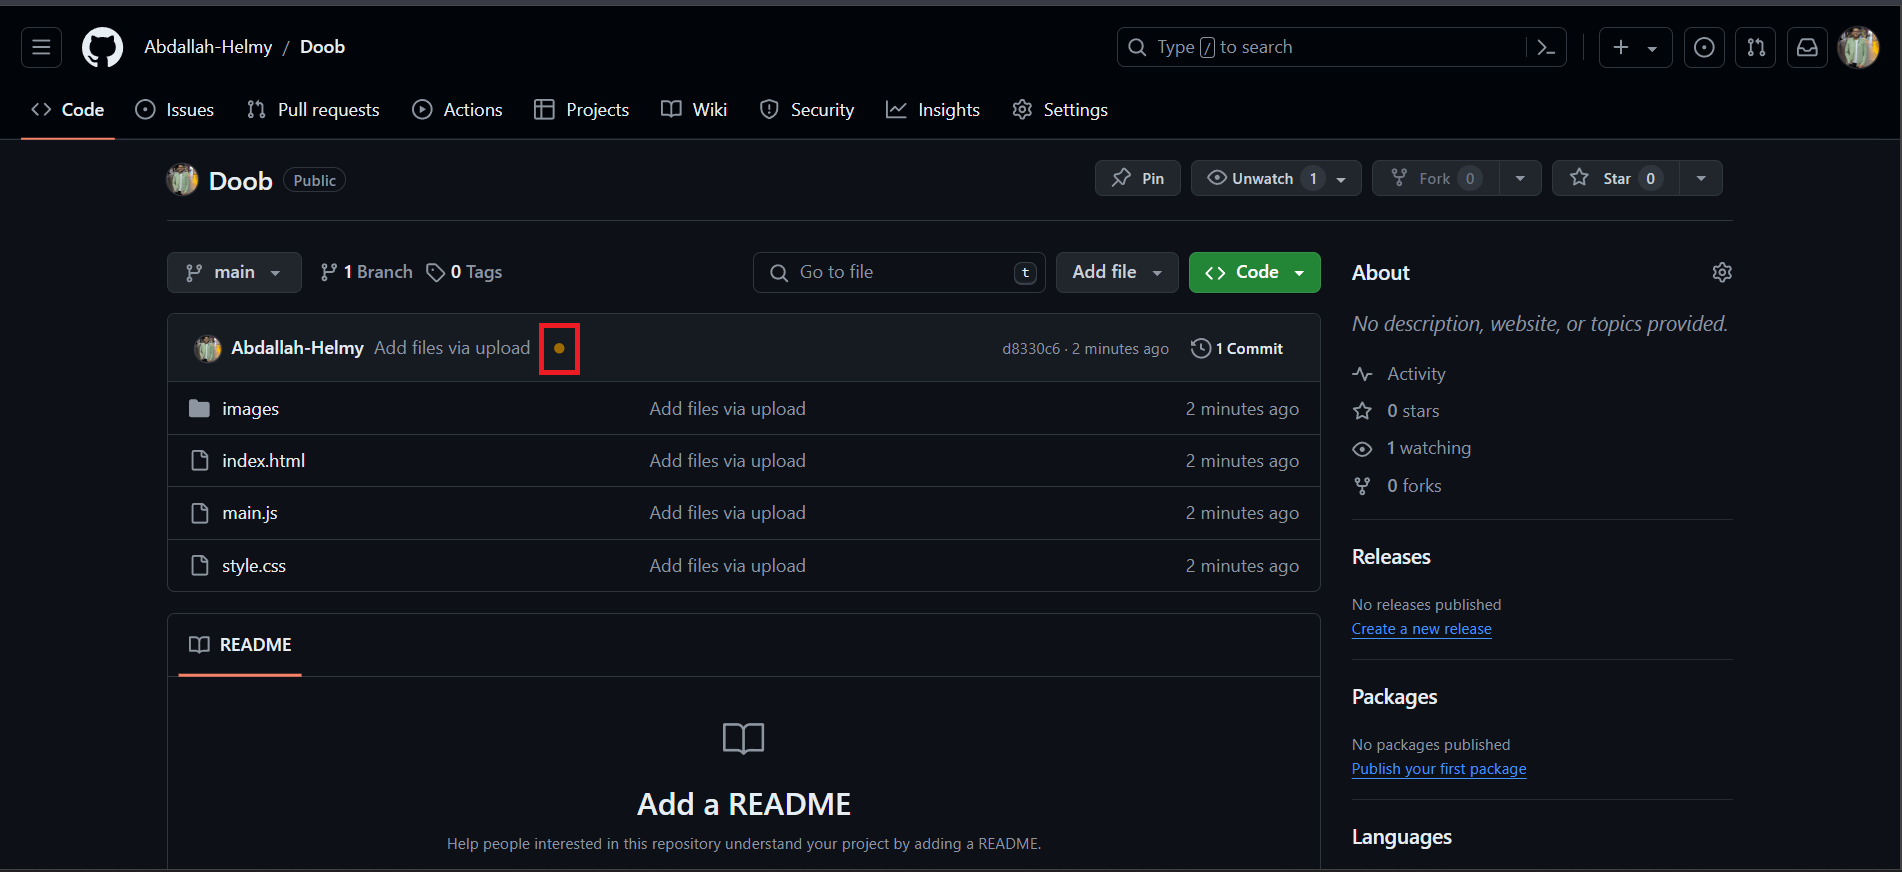 Abdallah-Helmy / Doob
Type / to search
Code Issues Pull requests Actions Projects Wiki Security Insights Settings
Doob Public
Pin Unwatch 1 Fork 0 Star 0
main 1 Branch 0 Tags Go to file t Add file Code
Abdallah-Helmy Add files via upload d8330c6 · 2 minutes ago 1 Commit
images Add files via upload 2 minutes ago
index.html Add files via upload 2 minutes ago
main.js Add files via upload 2 minutes ago
style.css Add files via upload 2 minutes ago
README
Add a README
Help people interested in this repository understand your project by adding a README.
About
No description, website, or topics provided.
Activity
0 stars
1 watching
0 forks
Releases
No releases published
Create a new release
Packages
No packages published
Publish your first package
Languages